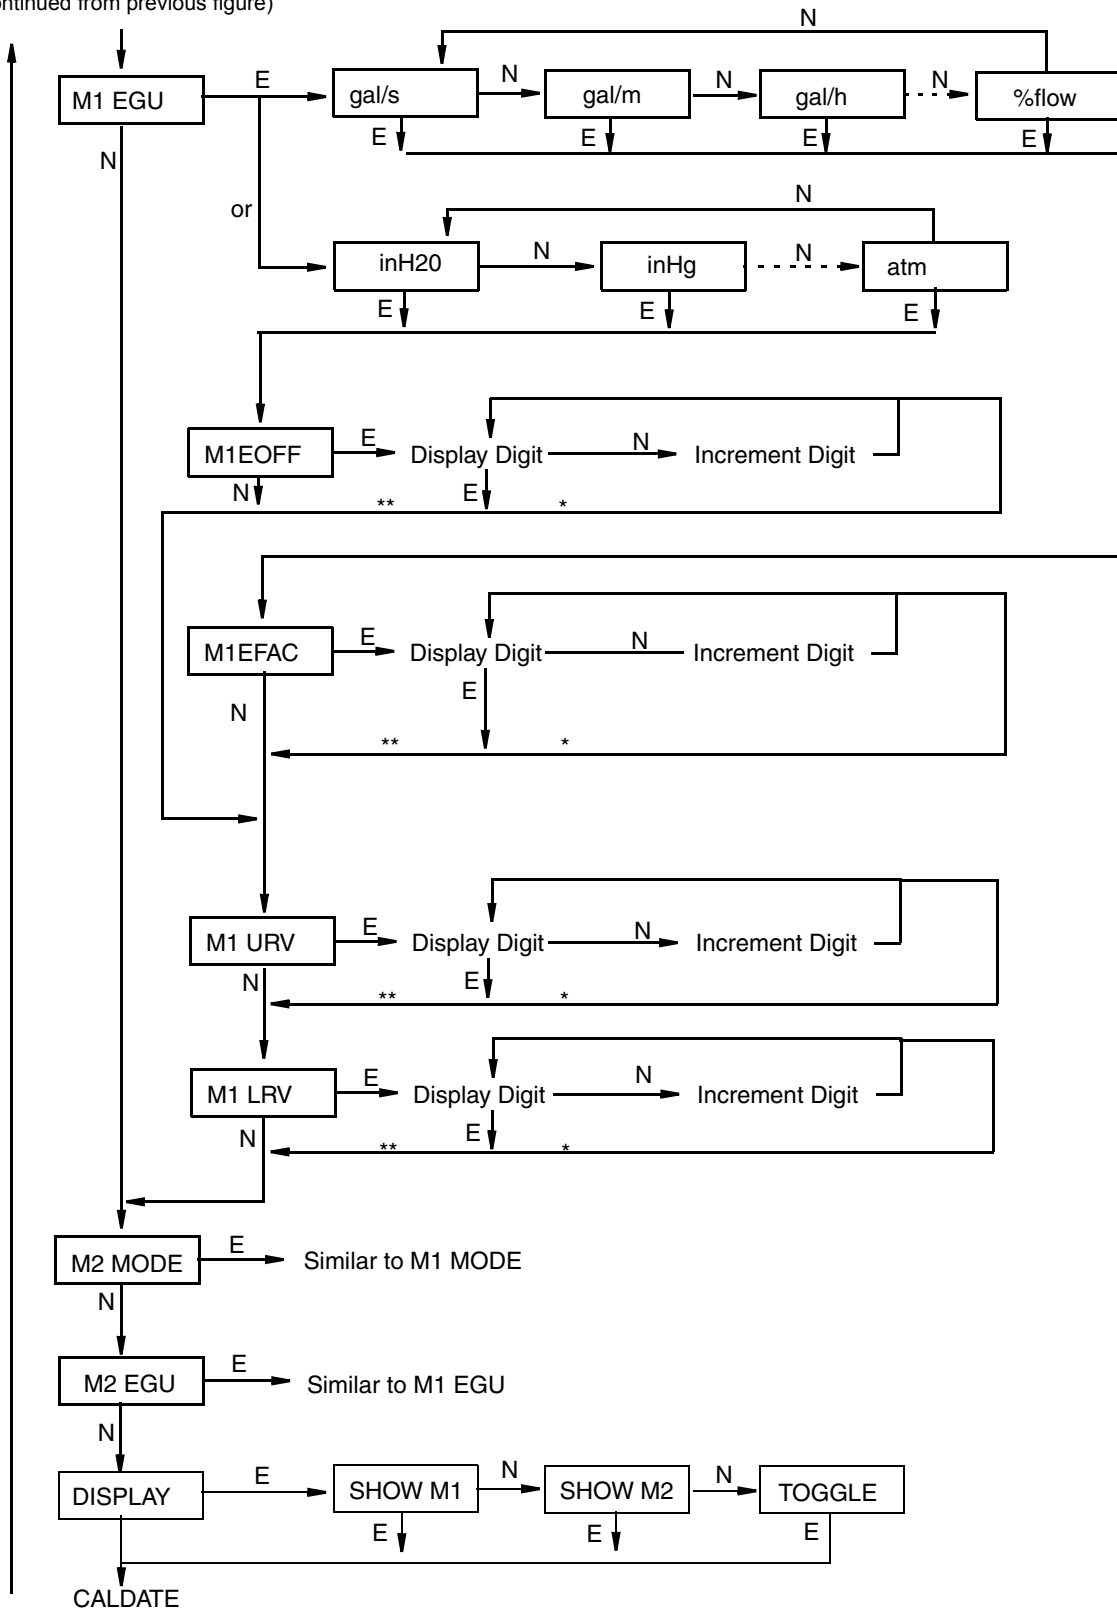 ontinued from previous figure)
N
M1 EGU E gal/s N gal/m N gal/h N %flow
E E E E
N
or
N
inH20 N inHg N atm
E E E
M1EOFF E Display Digit N Increment Digit
N E
** *
M1EFAC E Display Digit N Increment Digit
E
N
** *
M1 URV E Display Digit N Increment Digit
N E
** *
M1 LRV E Display Digit N Increment Digit
N E
** *
M2 MODE E Similar to M1 MODE
N
M2 EGU E Similar to M1 EGU
N
DISPLAY E SHOW M1 N SHOW M2 N TOGGLE
E E E
CALDATE